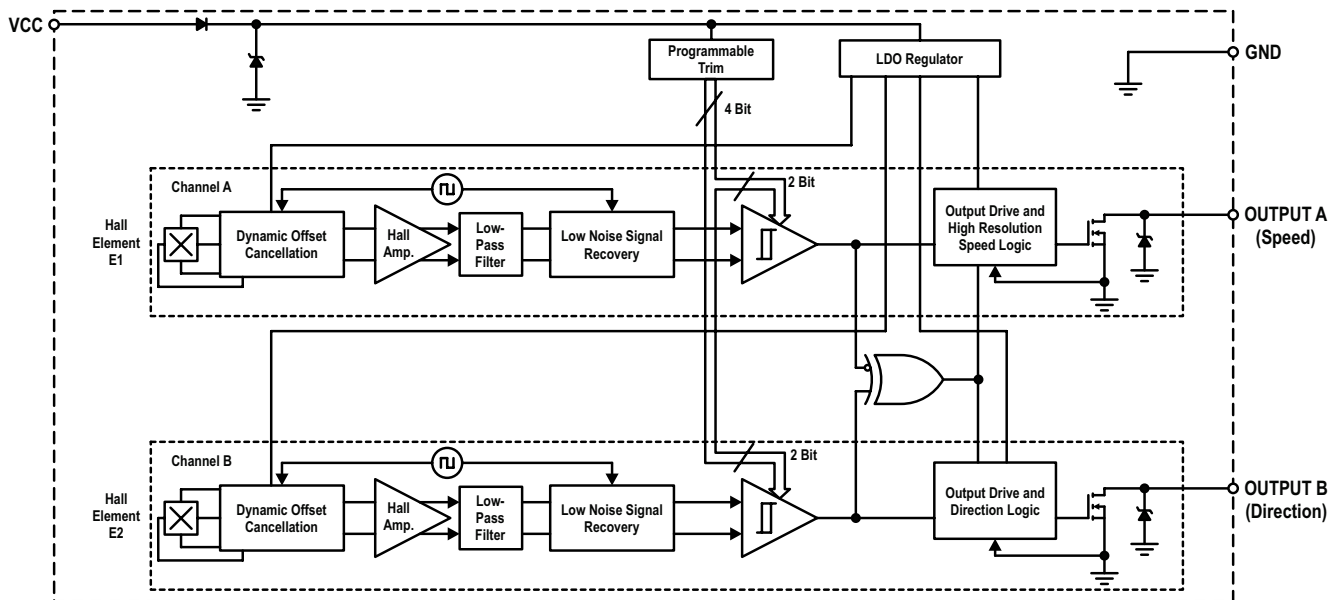 VCC
Programmable
Trim
LDO Regulator
GND
4 Bit
Channel A
2 Bit
Hall
Element
E1
Dynamic Offset
Cancellation
Hall
Amp.
Low-
Pass
Filter
Low Noise Signal
Recovery
Output Drive and
High Resolution
Speed Logic
OUTPUT A
(Speed)
Channel B
2 Bit
Hall
Element
E2
Dynamic Offset
Cancellation
Hall
Amp.
Low-
Pass
Filter
Low Noise Signal
Recovery
Output Drive and
Direction Logic
OUTPUT B
(Direction)